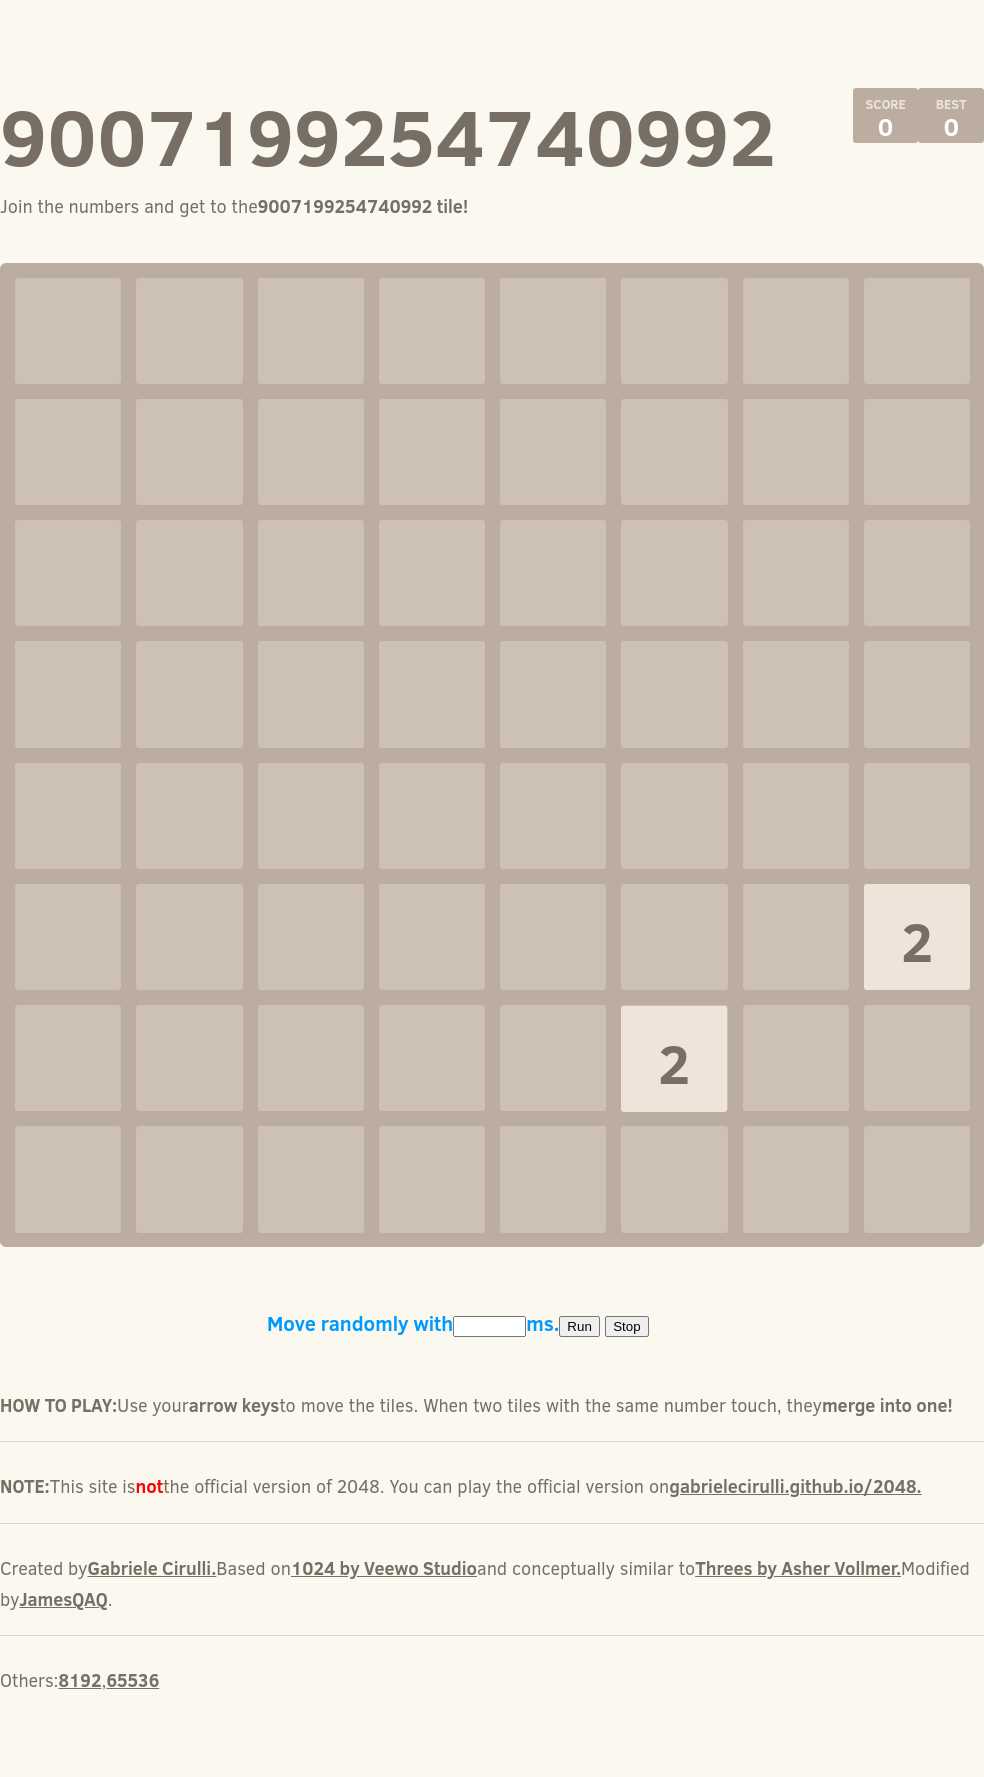 9007199254740992
SCORE
0
BEST
0
Join the numbers and get to the9007199254740992 tile!
2
2
Move randomly withms.Run Stop
HOW TO PLAY:Use yourarrow keysto move the tiles. When two tiles with the same number touch, theymerge into one!
NOTE:This site isnotthe official version of 2048. You can play the official version ongabrielecirulli.github.io/2048.
Created byGabriele Cirulli.Based on1024 by Veewo Studioand conceptually similar toThrees by Asher Vollmer.Modified
byJamesQAQ.
Others:8192,65536